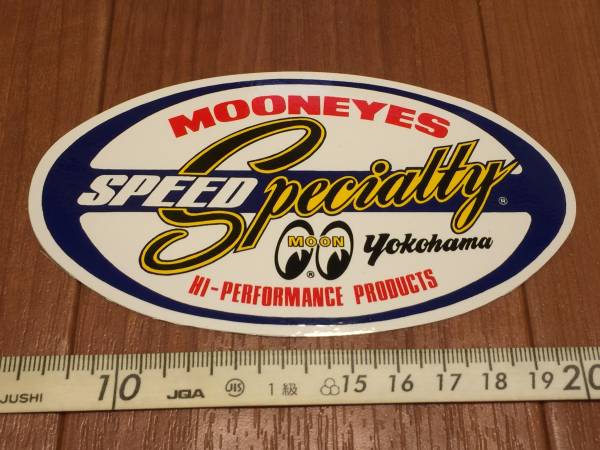 MOONEYES
SPEED Specialty ®
MOON ® Yokohama
HI-PERFORMANCE PRODUCTS
JUSHI 10 JQA JIS 1級 15 16 17 18 19 20